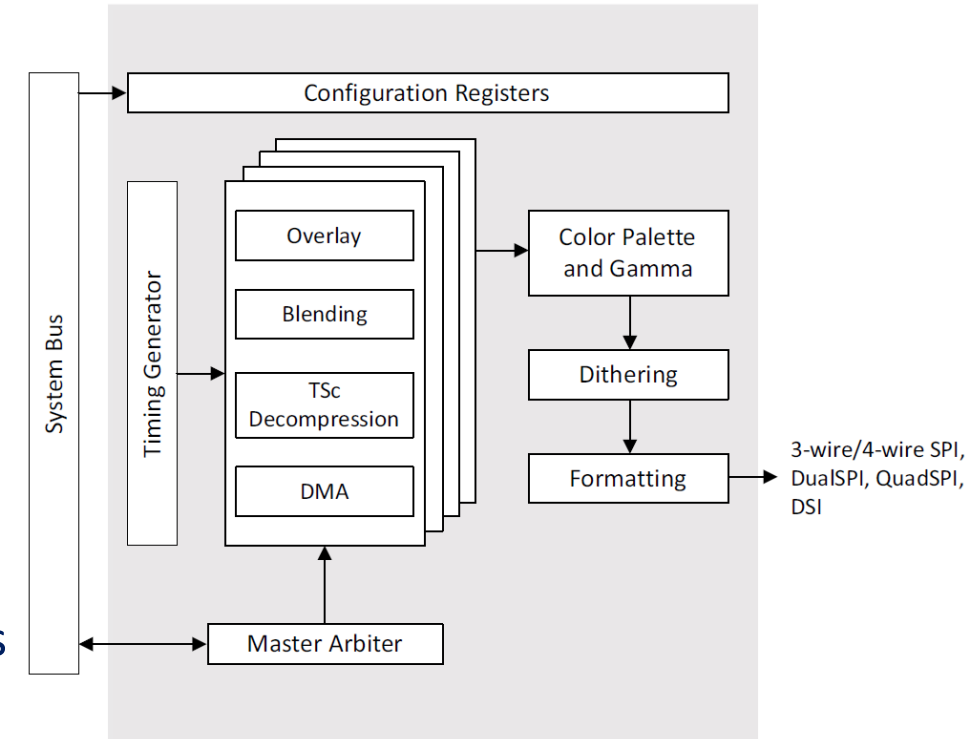 Configuration Registers
System Bus
Timing Generator
Overlay
Blending
TSc
Decompression
DMA
Color Palette
and Gamma
Dithering
Formatting
3-wire/4-wire SPI,
DualSPI, QuadSPI,
DSI
Master Arbiter
s